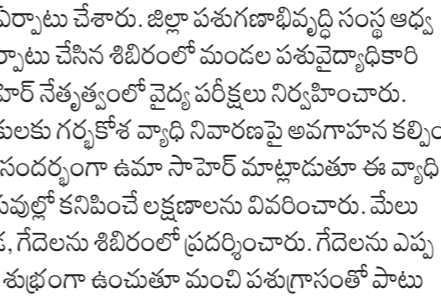 ఏర్పాటు చేశారు. జిల్లా పశుగణాభివృద్ధి సంస్థ ఆధ్వ
ర్పాటు చేసిన శిబిరంలో మండల పశువైద్యాధికారి
హెర్ నేతృత్వంలో వైద్య పరీక్షలు నిర్వహించారు.
కులకు గర్భకోశ వ్యాధి నివారణపై అవగాహన కల్పిం
సందర్భంగా ఉమా సాహెర్ మాట్లాడుతూ ఈ వ్యాధి
పవుల్లో కనిపించే లక్షణాలను వివరించారు. మేలు
డ, గేదెలను శిబిరంలో ప్రదర్శించారు. గేదెలను ఎప్ప
శుభ్రంగా ఉంచుతూ మంచి పశుగ్రాసంతో పాటు